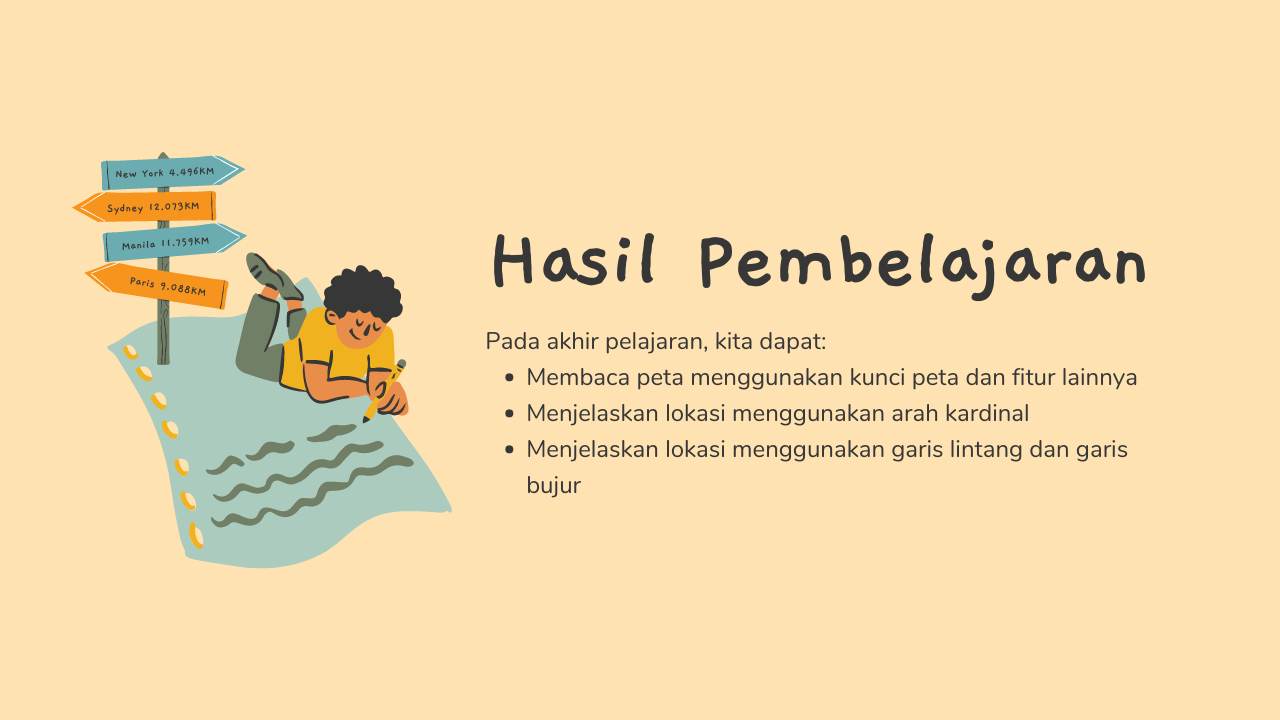 New York 4.496KM
Sydney 12.073KM
Manila 11.759KM
Paris 9.088KM
Hasil Pembelajaran
Pada akhir pelajaran, kita dapat:
• Membaca peta menggunakan kunci peta dan fitur lainnya
• Menjelaskan lokasi menggunakan arah kardinal
• Menjelaskan lokasi menggunakan garis lintang dan garis
bujur